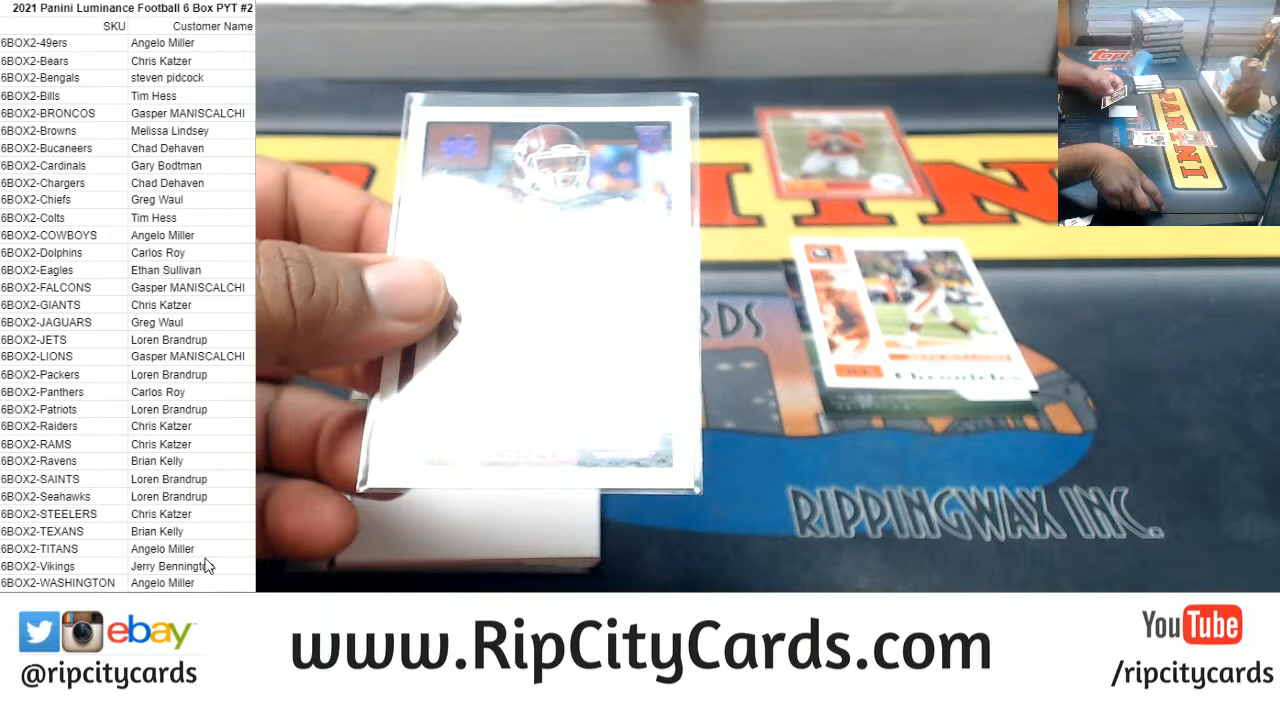 2021 Panini Luminance Football 6 Box PYT #2
SKU Customer Name
6BOX2-49ers Angelo Miller
6BOX2-Bears Chris Katzer
6BOX2-Bengals steven pidcock
6BOX2-Bills Tim Hess
6BOX2-BRONCOS Gasper MANISCALCHI
6BOX2-Browns Melissa Lindsey
6BOX2-Bucaneers Chad Dehaven
6BOX2-Cardinals Gary Bodtman
6BOX2-Chargers Chad Dehaven
6BOX2-Chiefs Greg Waul
6BOX2-Colts Tim Hess
6BOX2-COWBOYS Angelo Miller
6BOX2-Dolphins Carlos Roy
6BOX2-Eagles Ethan Sullivan
6BOX2-FALCONS Gasper MANISCALCHI
6BOX2-GIANTS Chris Katzer
6BOX2-JAGUARS Greg Waul
6BOX2-JETS Loren Brandrup
6BOX2-LIONS Gasper MANISCALCHI
6BOX2-Packers Loren Brandrup
6BOX2-Panthers Carlos Roy
6BOX2-Patriots Loren Brandrup
6BOX2-Raiders Chris Katzer
6BOX2-RAMS Chris Katzer
6BOX2-Ravens Brian Kelly
6BOX2-SAINTS Loren Brandrup
6BOX2-Seahawks Loren Brandrup
6BOX2-STEELERS Chris Katzer
6BOX2-TEXANS Brian Kelly
6BOX2-TITANS Angelo Miller
6BOX2-Vikings Jerry Benningt
6BOX2-WASHINGTON Angelo Miller
Topps
PANINI
Chronicles
RIPPINGWAX INC.
ebay
@ripcitycards
www.RipCityCards.com
YouTube
/ripcitycards